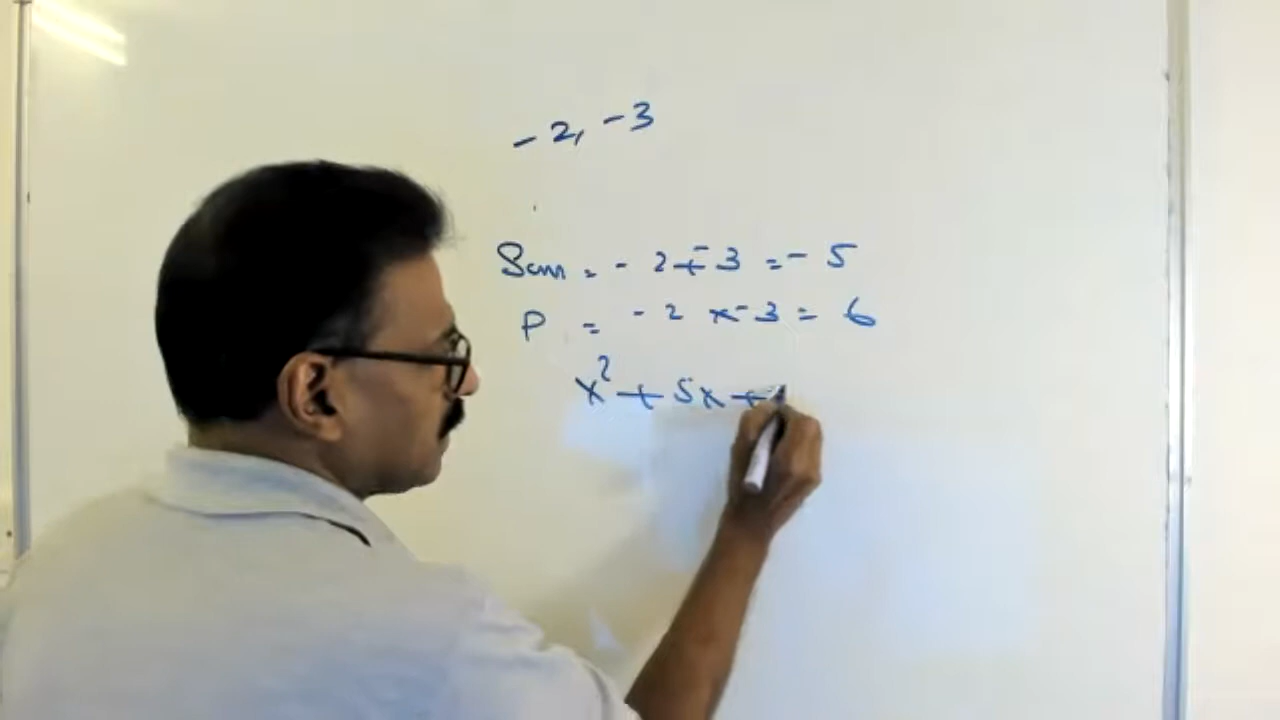 -2, -3
Sum = - 2 + - 3 = - 5
P = - 2 x - 3 = 6
x² + 5x +